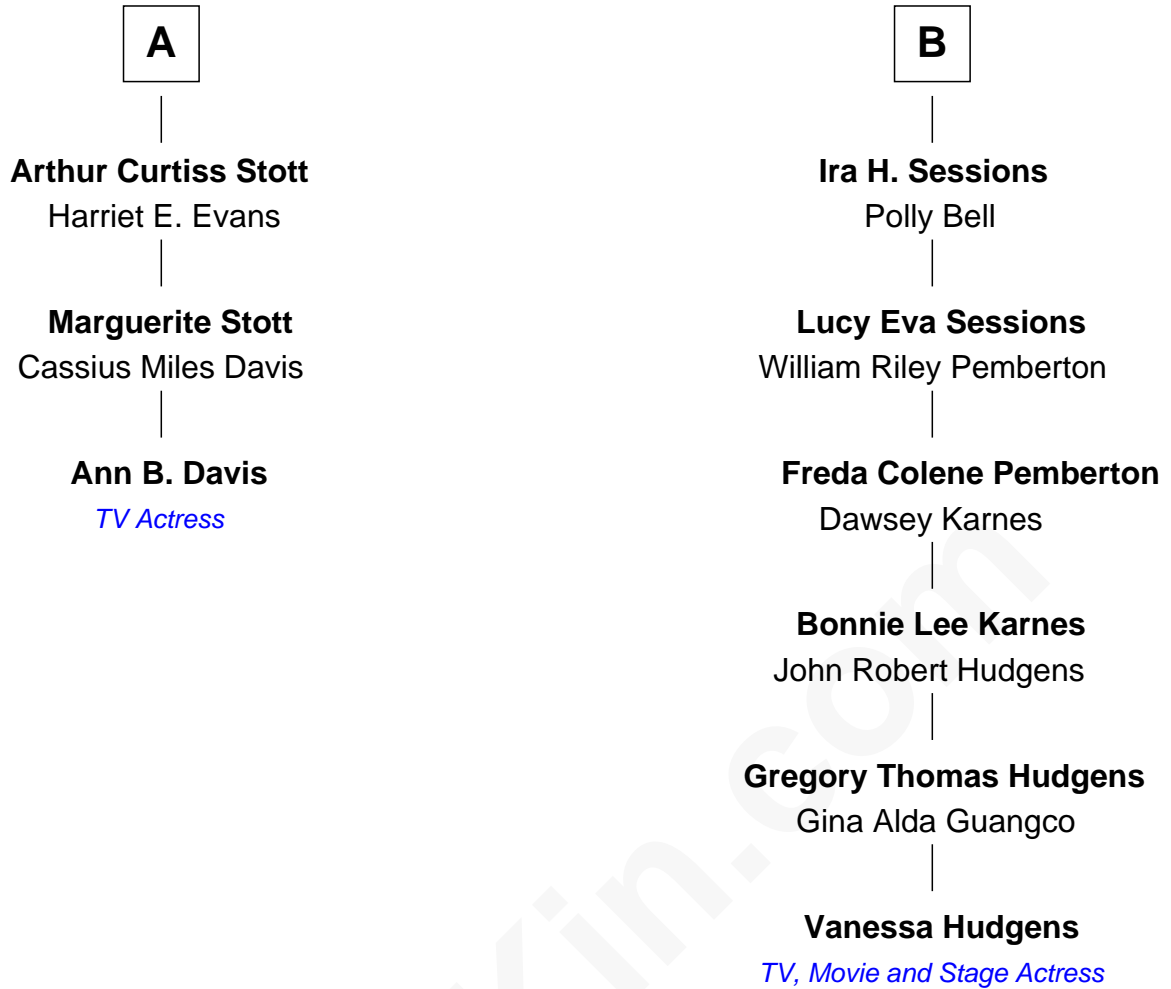 A
Arthur Curtiss Stott
Harriet E. Evans
Marguerite Stott
Cassius Miles Davis
Ann B. Davis
TV Actress
B
Ira H. Sessions
Polly Bell
Lucy Eva Sessions
William Riley Pemberton
Freda Colene Pemberton
Dawsey Karnes
Bonnie Lee Karnes
John Robert Hudgens
Gregory Thomas Hudgens
Gina Alda Guangco
Vanessa Hudgens
TV, Movie and Stage Actress